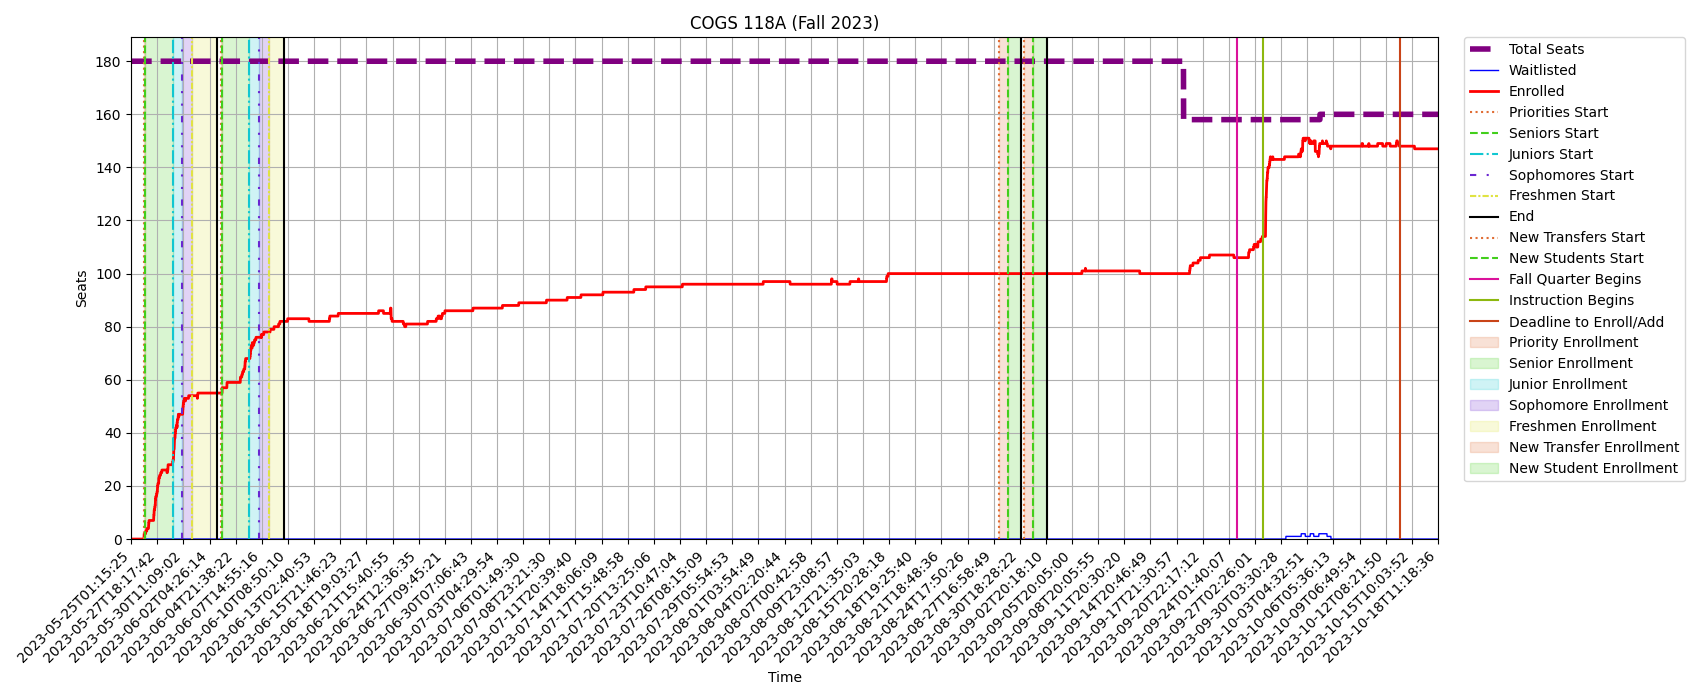 COGS 118A (Fall 2023)
Seats
180
160
140
120
100
80
60
40
20
0
2023-05-25T01:15:25
2023-05-27T18:17:42
2023-05-30T11:09:02
2023-06-02T04:26:14
2023-06-04T21:38:22
2023-06-07T14:55:16
2023-06-10T08:50:10
2023-06-13T02:40:53
2023-06-15T21:46:23
2023-06-18T19:03:27
2023-06-21T15:40:55
2023-06-24T12:36:35
2023-06-27T09:45:21
2023-06-30T07:06:43
2023-07-03T04:29:54
2023-07-06T01:49:30
2023-07-08T23:21:30
2023-07-11T20:39:40
2023-07-14T18:06:09
2023-07-17T15:48:58
2023-07-20T13:25:06
2023-07-23T10:47:04
2023-07-26T08:15:09
2023-07-29T05:54:53
2023-08-01T03:54:49
2023-08-04T02:20:44
2023-08-07T00:42:58
2023-08-09T23:08:57
2023-08-12T21:35:03
2023-08-15T20:28:18
2023-08-18T19:25:40
2023-08-21T18:48:36
2023-08-24T17:50:26
2023-08-27T16:58:49
2023-08-30T18:28:22
2023-09-02T20:18:10
2023-09-05T20:05:00
2023-09-08T20:05:55
2023-09-11T20:30:20
2023-09-14T20:46:49
2023-09-17T21:30:57
2023-09-20T22:17:12
2023-09-24T01:40:07
2023-09-27T02:26:01
2023-09-30T03:30:28
2023-10-03T04:32:51
2023-10-06T05:36:13
2023-10-09T06:49:54
2023-10-12T08:21:50
2023-10-15T10:03:52
2023-10-18T11:18:36
Time
Total Seats
Waitlisted
Enrolled
Priorities Start
Seniors Start
Juniors Start
Sophomores Start
Freshmen Start
End
New Transfers Start
New Students Start
Fall Quarter Begins
Instruction Begins
Deadline to Enroll/Add
Priority Enrollment
Senior Enrollment
Junior Enrollment
Sophomore Enrollment
Freshmen Enrollment
New Transfer Enrollment
New Student Enrollment